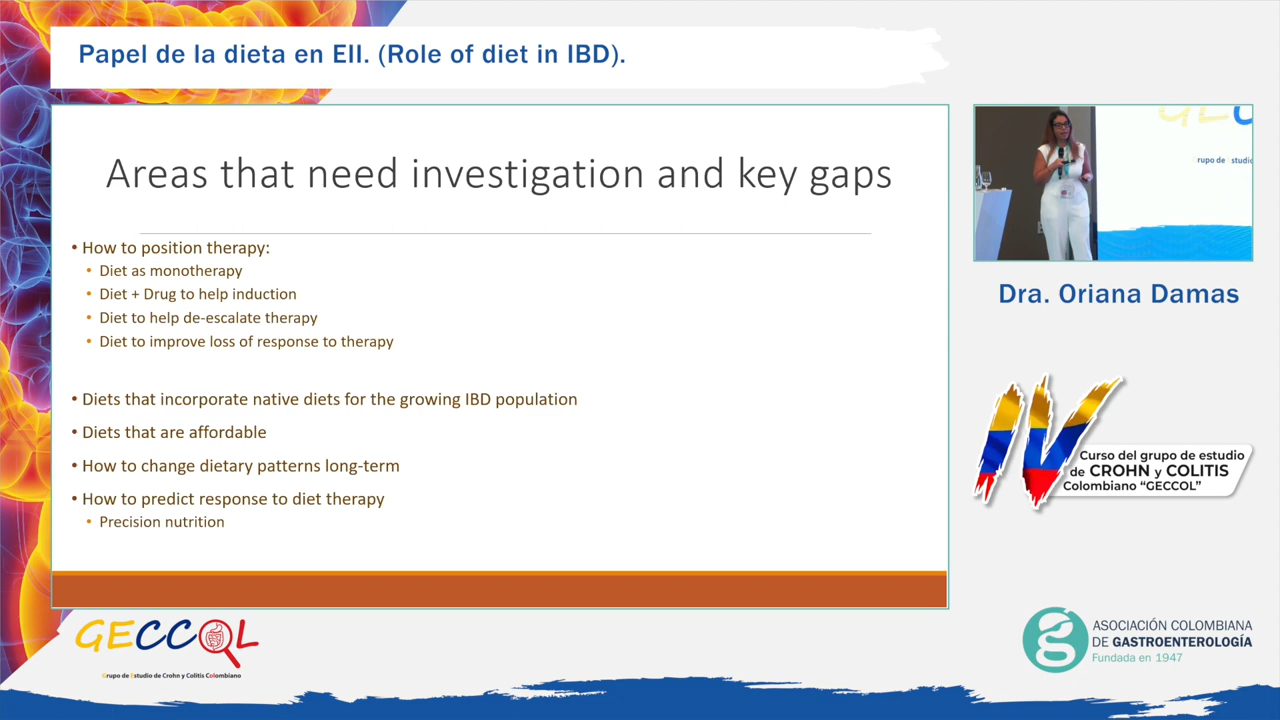 Papel de la dieta en EII. (Role of diet in IBD).
Areas that need investigation and key gaps
• How to position therapy:
• Diet as monotherapy
• Diet + Drug to help induction
• Diet to help de-escalate therapy
• Diet to improve loss of response to therapy
• Diets that incorporate native diets for the growing IBD population
• Diets that are affordable
• How to change dietary patterns long-term
• How to predict response to diet therapy
• Precision nutrition
rupo de Estudio
Dra. Oriana Damas
IV
Curso del grupo de estudio
de CROHN y COLITIS
Colombiano “GECCOL”
GECCOL
Grupo de Estudio de Crohn y Colitis Colombiano
ASOCIACIÓN COLOMBIANA
DE GASTROENTEROLOGÍA
Fundada en 1947